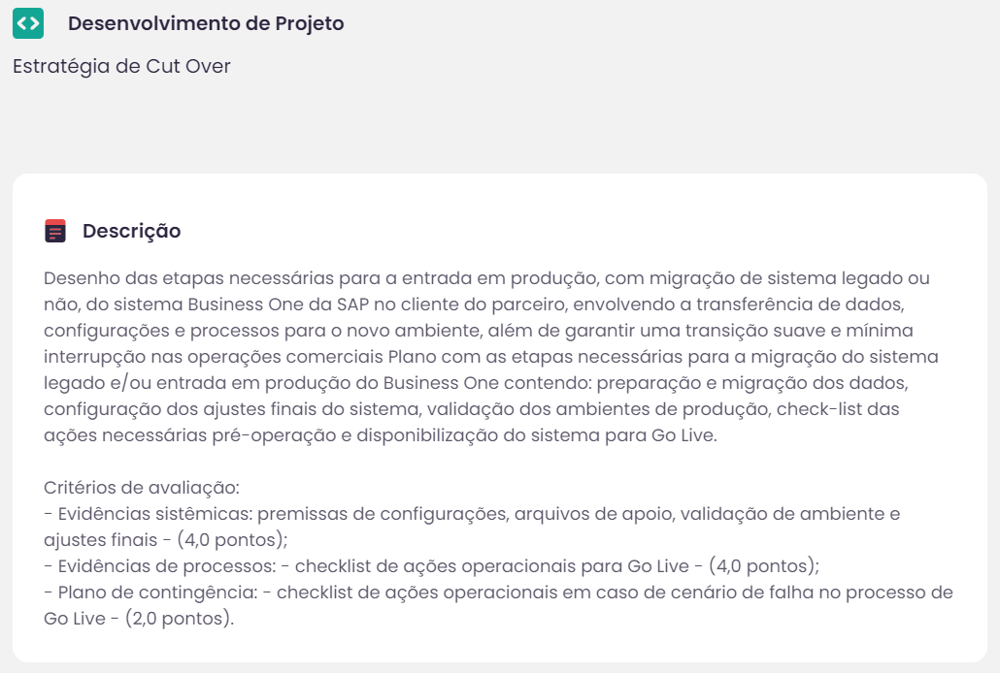 Desenvolvimento de Projeto
Estratégia de Cut Over
Descrição
Desenho das etapas necessárias para a entrada em produção, com migração de sistema legado ou
não, do sistema Business One da SAP no cliente do parceiro, envolvendo a transferência de dados,
configurações e processos para o novo ambiente, além de garantir uma transição suave e mínima
interrupção nas operações comerciais Plano com as etapas necessárias para a migração do sistema
legado e/ou entrada em produção do Business One contendo: preparação e migração dos dados,
configuração dos ajustes finais do sistema, validação dos ambientes de produção, check-list das
ações necessárias pré-operação e disponibilização do sistema para Go Live.
Critérios de avaliação:
- Evidências sistêmicas: premissas de configurações, arquivos de apoio, validação de ambiente e
ajustes finais - (4,0 pontos);
- Evidências de processos: - checklist de ações operacionais para Go Live - (4,0 pontos);
- Plano de contingência: - checklist de ações operacionais em caso de cenário de falha no processo de
Go Live - (2,0 pontos).